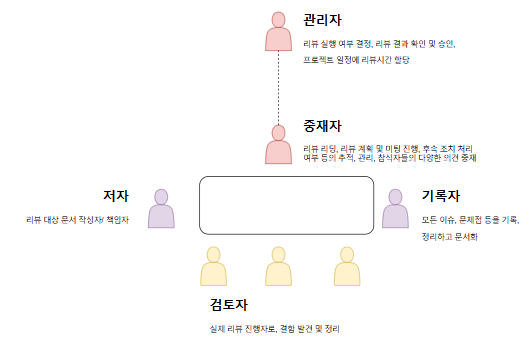 관리자
리뷰 실행 여부 결정, 리뷰 결과 확인 및 승인,
프로젝트 일정에 리뷰시간 할당
중재자
리뷰 리딩, 리뷰 계획 및 미팅 진행, 후속 조치 처리
여부 등의 추적, 관리, 참석자들의 다양한 의견 중재
저자
리뷰 대상 문서 작성자/ 책임자
기록자
모든 이슈, 문제점 등을 기록,
정리하고 문서화
검토자
실제 리뷰 진행자로, 결함 발견 및 정리